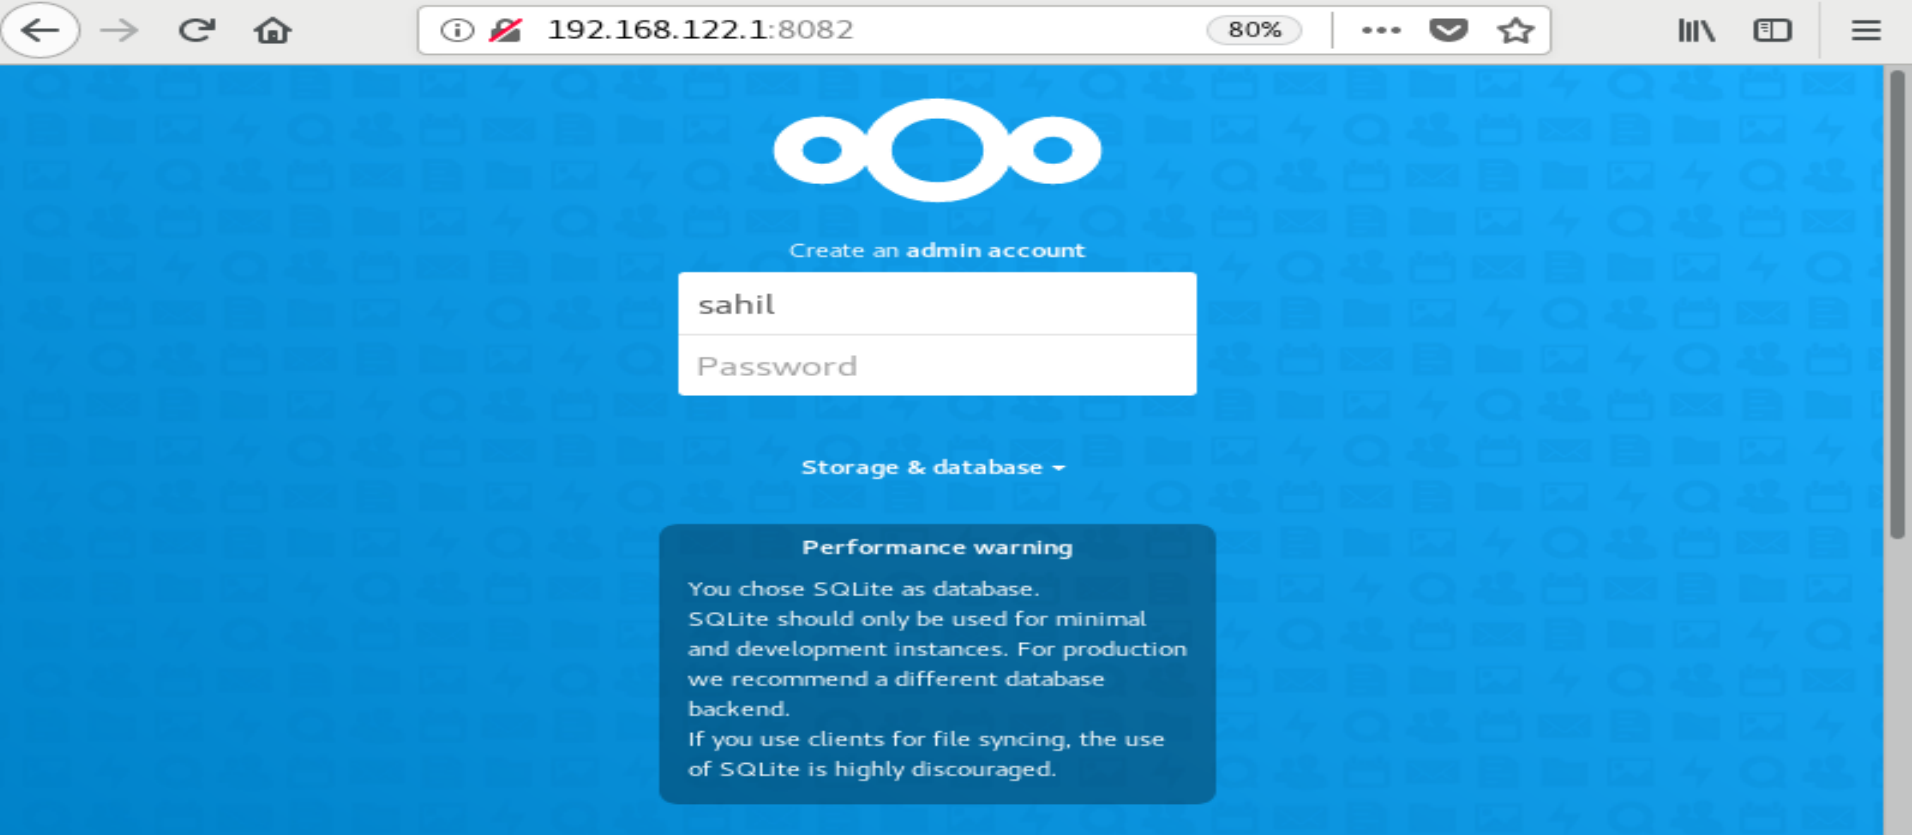 192.168.122.1:8082
80%
Create an admin account
sahil
Password
Storage & database
Performance warning
You chose SQLite as database.
SQLite should only be used for minimal
and development instances. For production
we recommend a different database
backend.
If you use clients for file syncing, the use
of SQLite is highly discouraged.